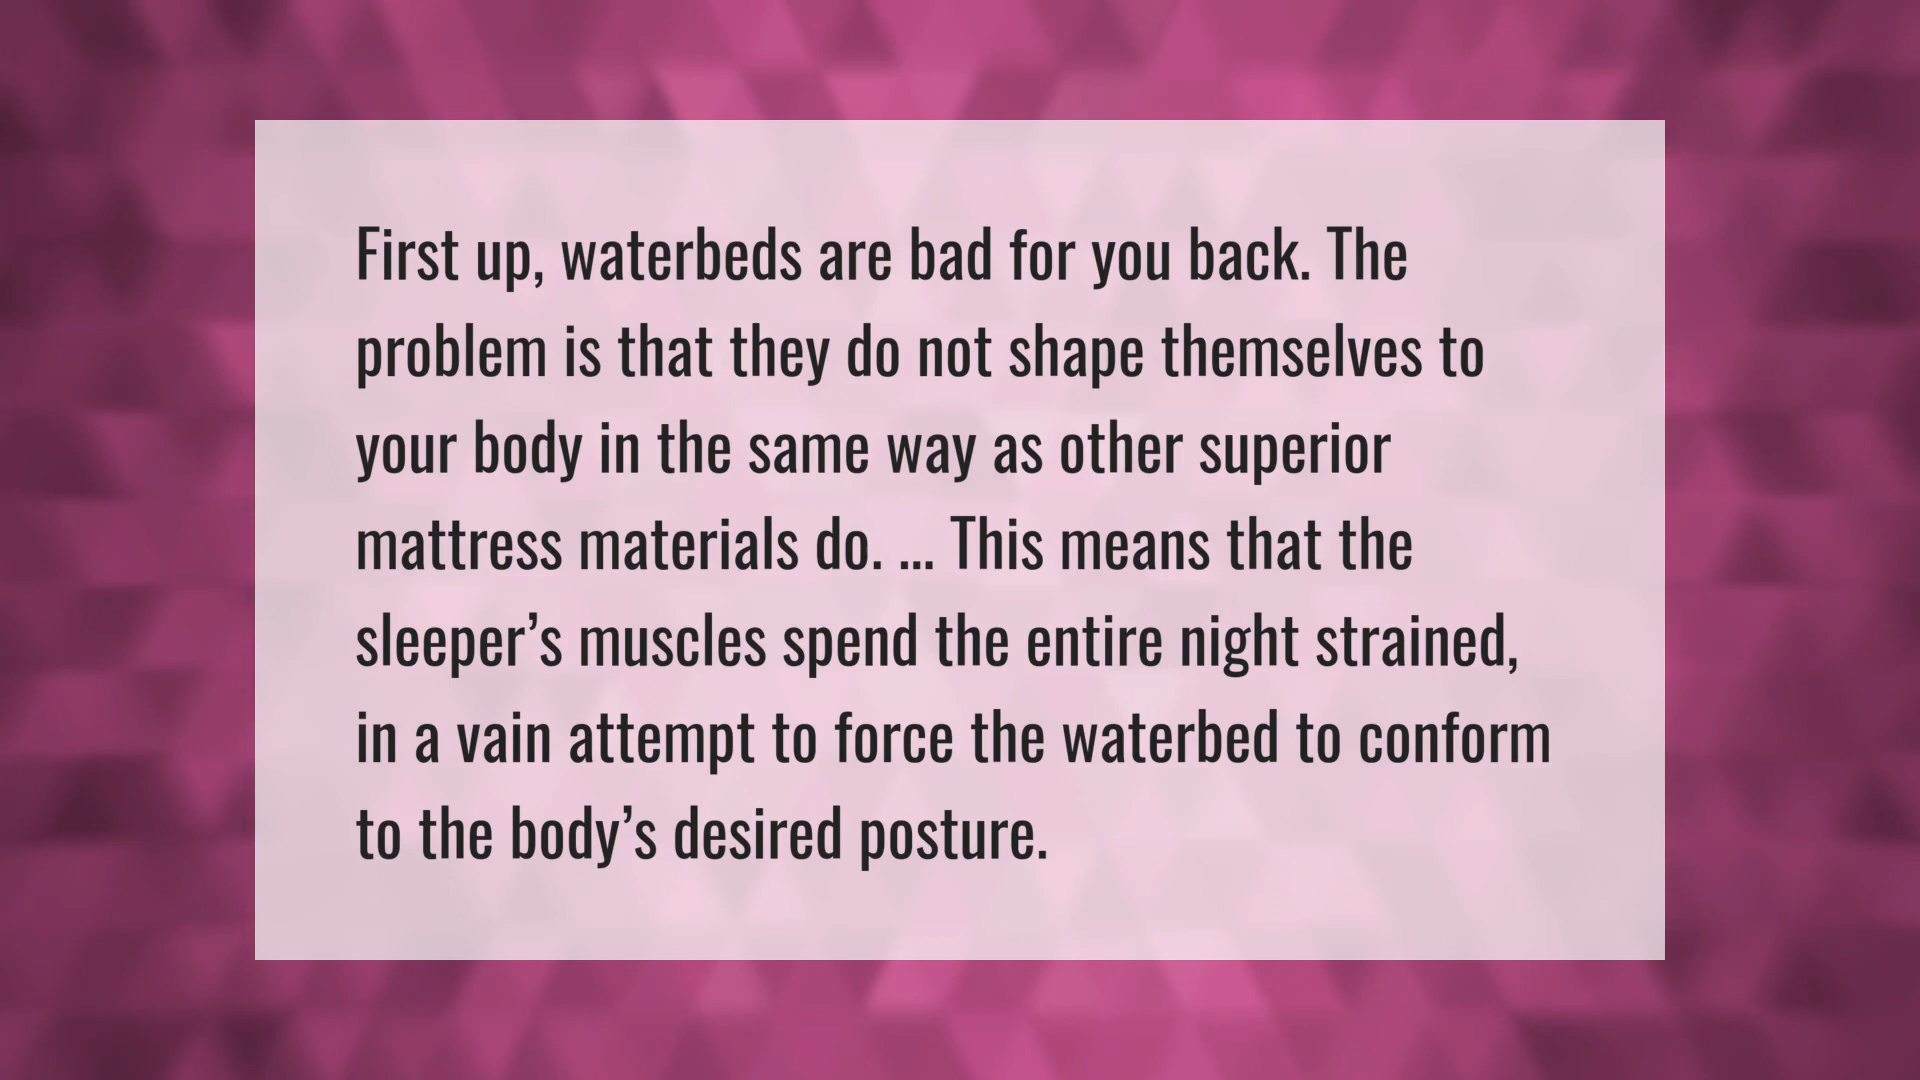 First up, waterbeds are bad for you back. The
problem is that they do not shape themselves to
your body in the same way as other superior
mattress materials do. ... This means that the
sleeper’s muscles spend the entire night strained,
in a vain attempt to force the waterbed to conform
to the body’s desired posture.